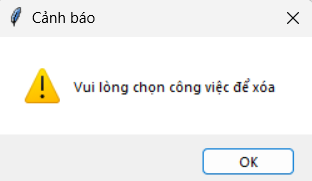 Cảnh báo
Vui lòng chọn công việc để xóa
OK